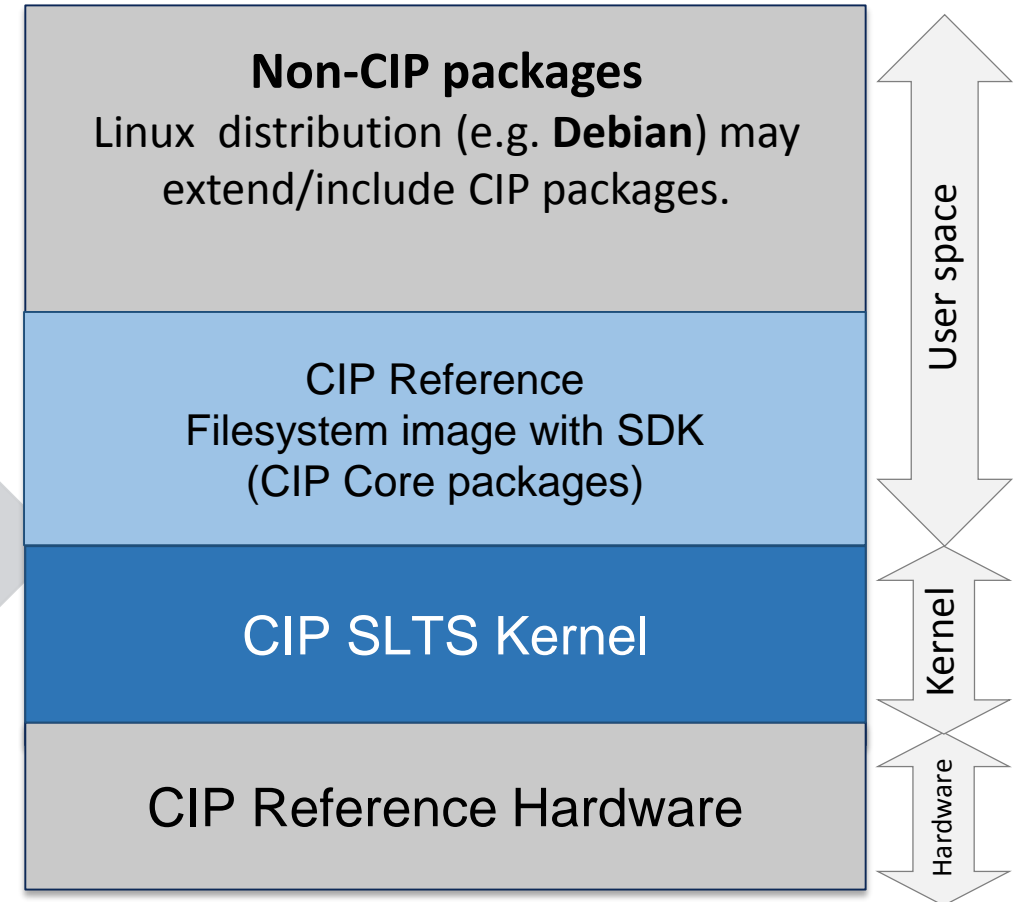 Non-CIP packages
Linux distribution (e.g. Debian) may
extend/include CIP packages.
User space
CIP Reference
Filesystem image with SDK
(CIP Core packages)
CIP SLTS Kernel
Kernel
CIP Reference Hardware
Hardware